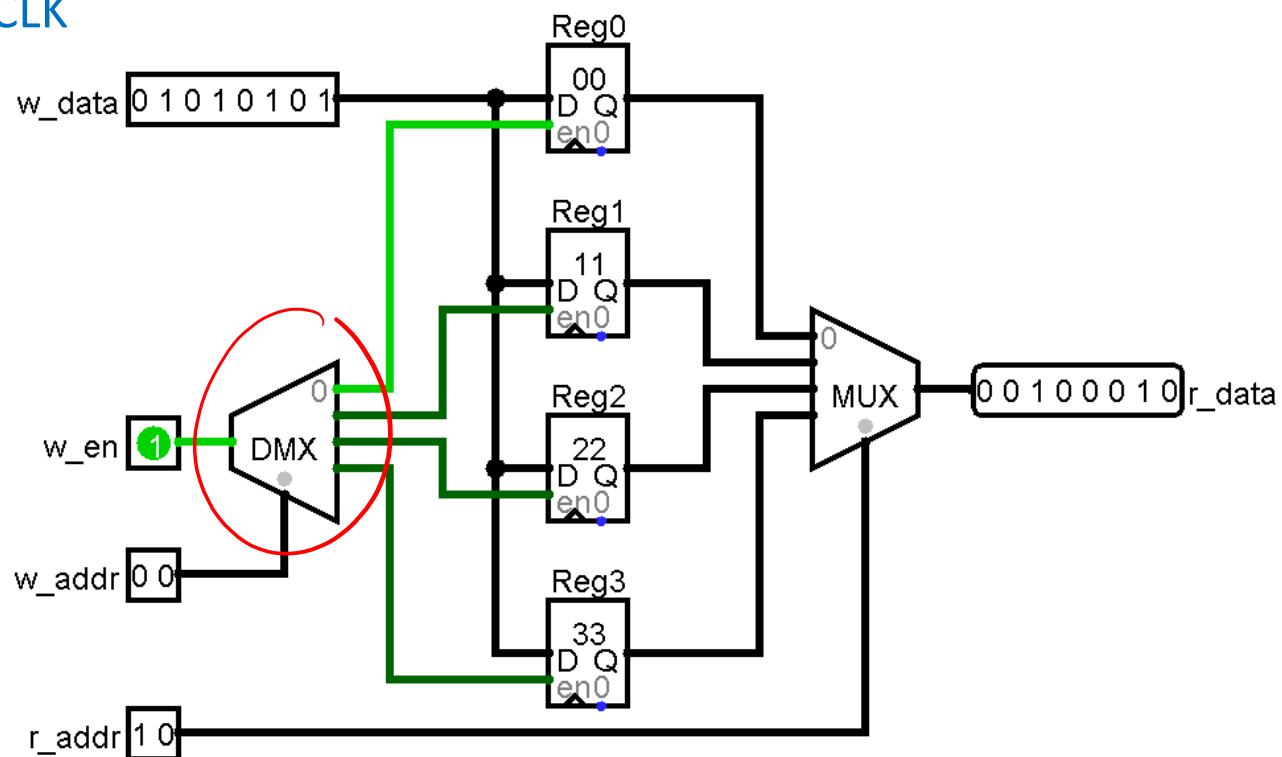 CLK
Reg0
00
w_data 0 1 0 1 0 1 0 1
D Q
en0
Reg1
11
D Q
en0
0
0
MUX
0 0 1 0 0 0 1 0 r_data
Reg2
w_en 1
DMX
22
D Q
en0
w_addr 0 0
Reg3
33
D Q
en0
r_addr 1 0